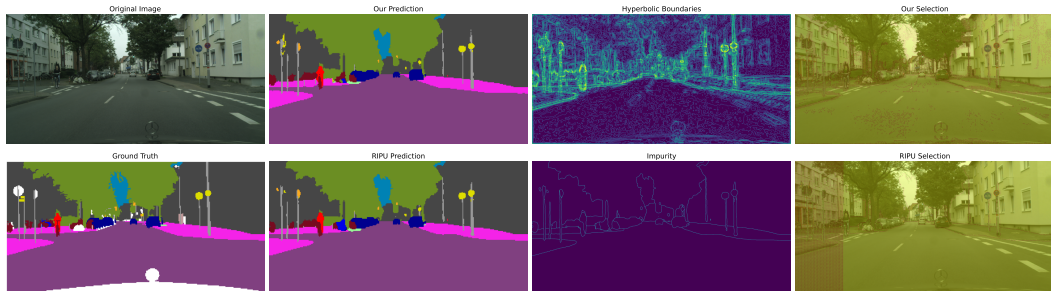 Original Image
Our Prediction
Hyperbolic Boundaries
Our Selection
Ground Truth
RIPU Prediction
Impurity
RIPU Selection